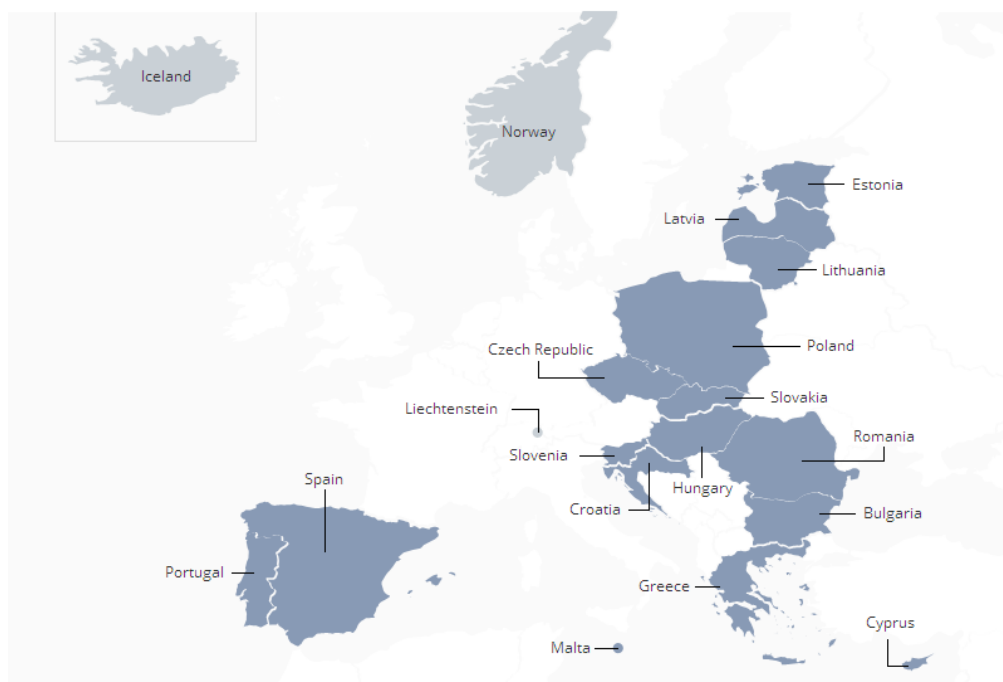 Iceland
Norway
Estonia
Latvia
Lithuania
Poland
Czech Republic
Slovakia
Liechtenstein
Romania
Slovenia
Spain
Hungary
Croatia
Bulgaria
Portugal
Greece
Cyprus
Malta